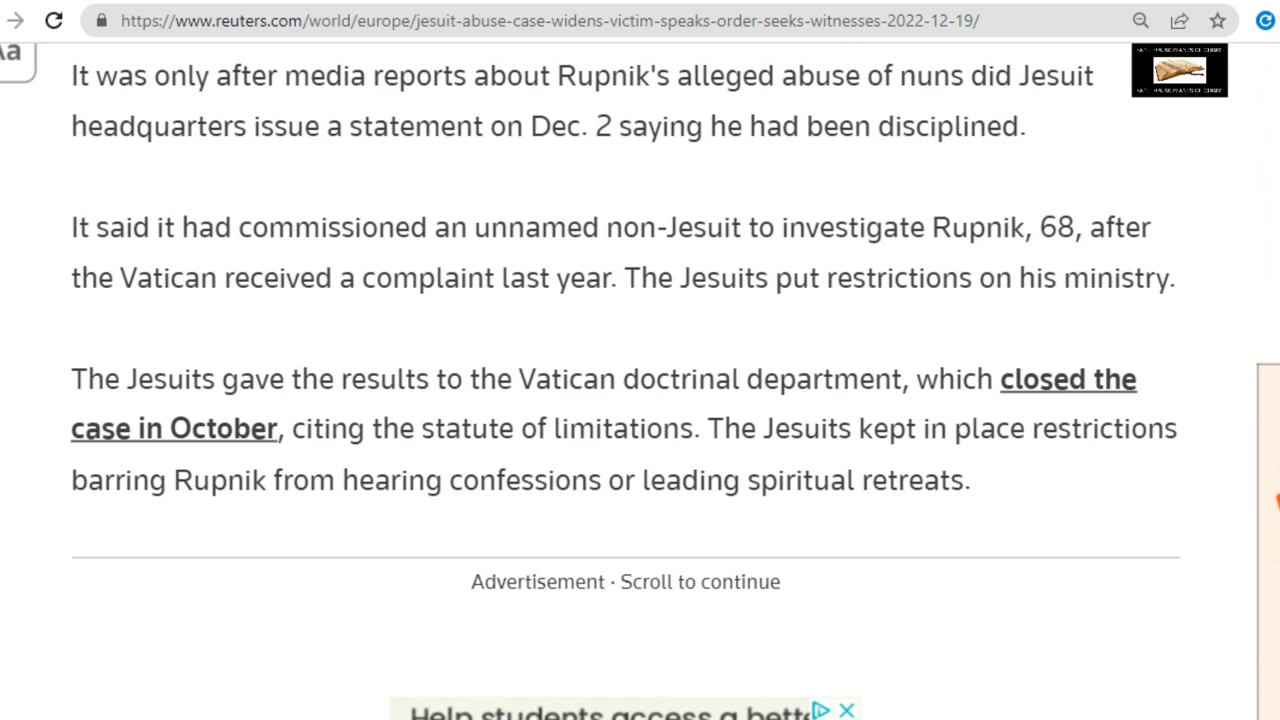 https://www.reuters.com/world/europe/jesuit-abuse-case-widens-victim-speaks-order-seeks-witnesses-2022-12-19/
Aa
It was only after media reports about Rupnik's alleged abuse of nuns did Jesuit
headquarters issue a statement on Dec. 2 saying he had been disciplined.
It said it had commissioned an unnamed non-Jesuit to investigate Rupnik, 68, after
the Vatican received a complaint last year. The Jesuits put restrictions on his ministry.
The Jesuits gave the results to the Vatican doctrinal department, which closed the
case in October, citing the statute of limitations. The Jesuits kept in place restrictions
barring Rupnik from hearing confessions or leading spiritual retreats.
Advertisement · Scroll to continue
Help students access a bette